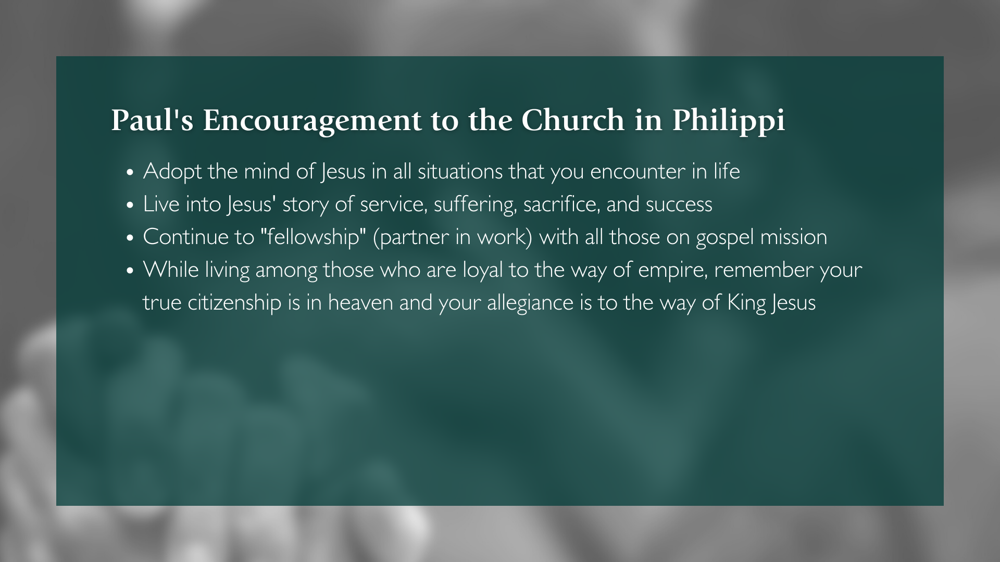 Paul's Encouragement to the Church in Philippi
• Adopt the mind of Jesus in all situations that you encounter in life
• Live into Jesus' story of service, suffering, sacrifice, and success
• Continue to "fellowship" (partner in work) with all those on gospel mission
• While living among those who are loyal to the way of empire, remember your
true citizenship is in heaven and your allegiance is to the way of King Jesus